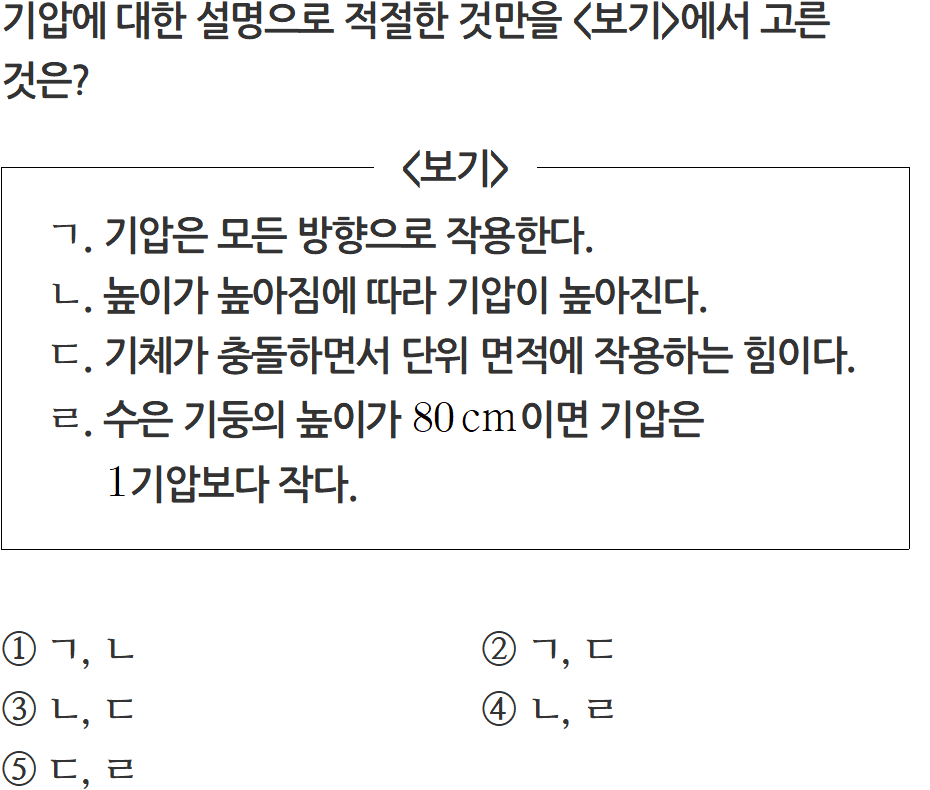 기압에 대한 설명으로 적절한 것만을 <보기>에서 고른
것은?
<보기>
ㄱ. 기압은 모든 방향으로 작용한다.
ㄴ. 높이가 높아짐에 따라 기압이 높아진다.
ㄷ. 기체가 충돌하면서 단위 면적에 작용하는 힘이다.
ㄹ. 수은 기둥의 높이가 80 cm이면 기압은
1기압보다 작다.
① ㄱ, ㄴ ② ㄱ, ㄷ
③ ㄴ, ㄷ ④ ㄴ, ㄹ
⑤ ㄷ, ㄹ